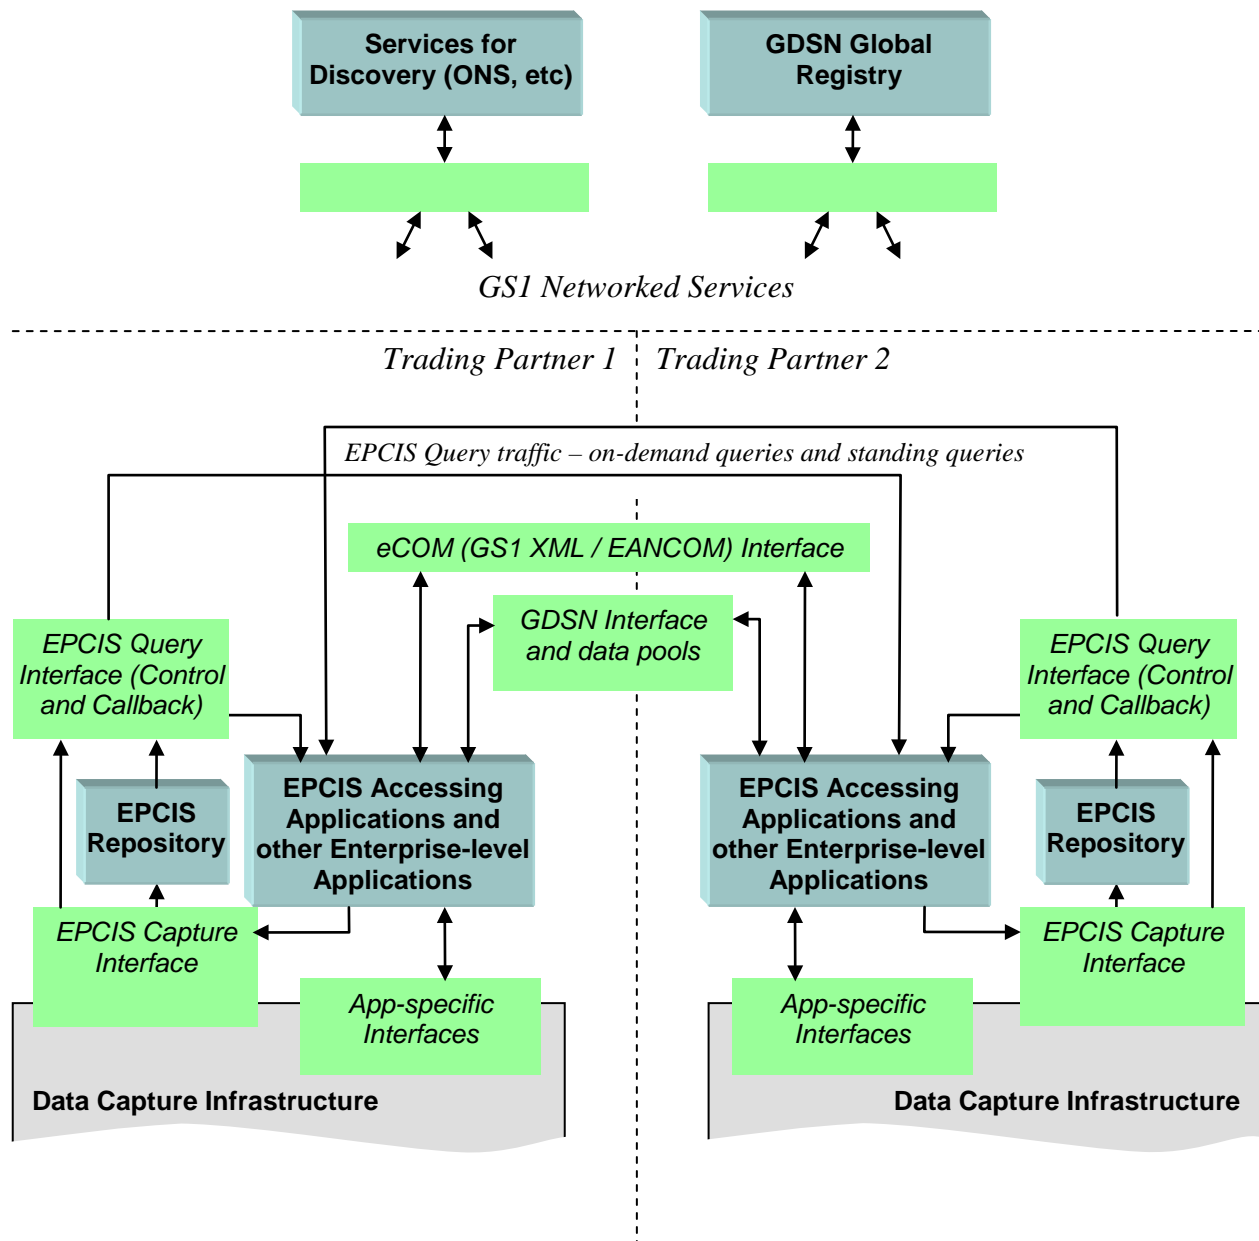 Services for
Discovery (ONS, etc)
GDSN Global
Registry
GS1 Networked Services
Trading Partner 1
Trading Partner 2
EPCIS Query traffic – on-demand queries and standing queries
eCOM (GS1 XML / EANCOM) Interface
GDSN Interface
and data pools
EPCIS Query
Interface (Control
and Callback)
EPCIS Query
Interface (Control
and Callback)
EPCIS
Repository
EPCIS Accessing
Applications and
other Enterprise-level
Applications
EPCIS Accessing
Applications and
other Enterprise-level
Applications
EPCIS
Repository
EPCIS Capture
Interface
App-specific
Interfaces
App-specific
Interfaces
EPCIS Capture
Interface
Data Capture Infrastructure
Data Capture Infrastructure